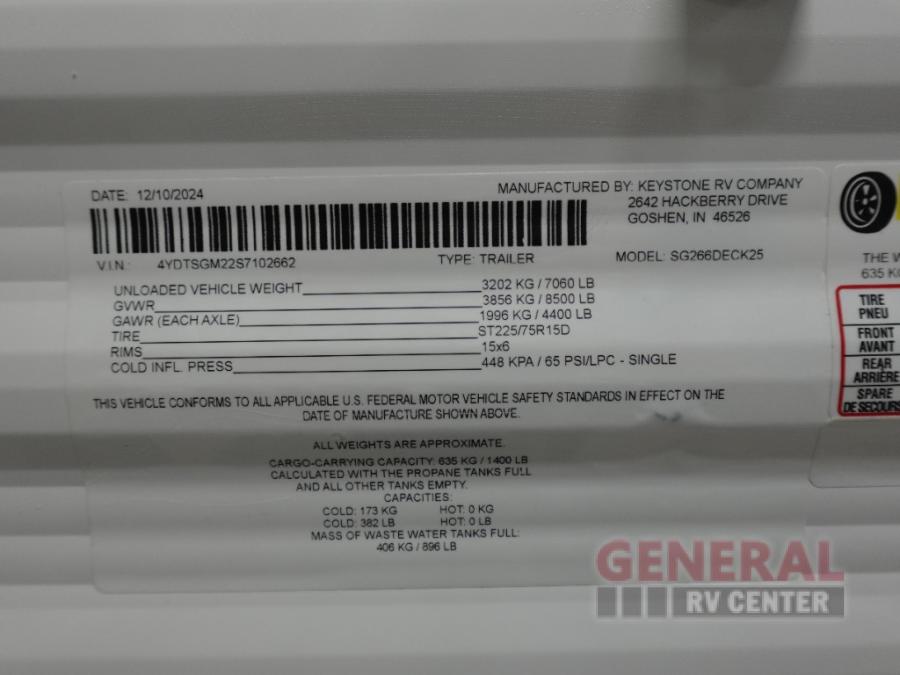 DATE: 12/10/2024
MANUFACTURED BY: KEYSTONE RV COMPANY
2642 HACKBERRY DRIVE
GOSHEN, IN 46526
V.I.N.: 4YDTSGM22S7102662 TYPE: TRAILER MODEL: SG266DECK25
UNLOADED VEHICLE WEIGHT 3202 KG / 7060 LB
GVWR 3856 KG / 8500 LB
GAWR (EACH AXLE) 1996 KG / 4400 LB
TIRE ST225/75R15D
RIMS 15x6
COLD INFL. PRESS 448 KPA / 65 PSI/LPC - SINGLE
THIS VEHICLE CONFORMS TO ALL APPLICABLE U.S. FEDERAL MOTOR VEHICLE SAFETY STANDARDS IN EFFECT ON THE
DATE OF MANUFACTURE SHOWN ABOVE.
ALL WEIGHTS ARE APPROXIMATE.
CARGO-CARRYING CAPACITY: 635 KG / 1400 LB
CALCULATED WITH THE PROPANE TANKS FULL
AND ALL OTHER TANKS EMPTY.
CAPACITIES:
COLD: 173 KG HOT: 0 KG
COLD: 382 LB HOT: 0 LB
MASS OF WASTE WATER TANKS FULL:
406 KG / 896 LB
THE
635
TIRE
PNEU
FRONT
AVANT
REAR
ARRIÈRE
SPARE
DE SECOURS
GENERAL
RV CENTER